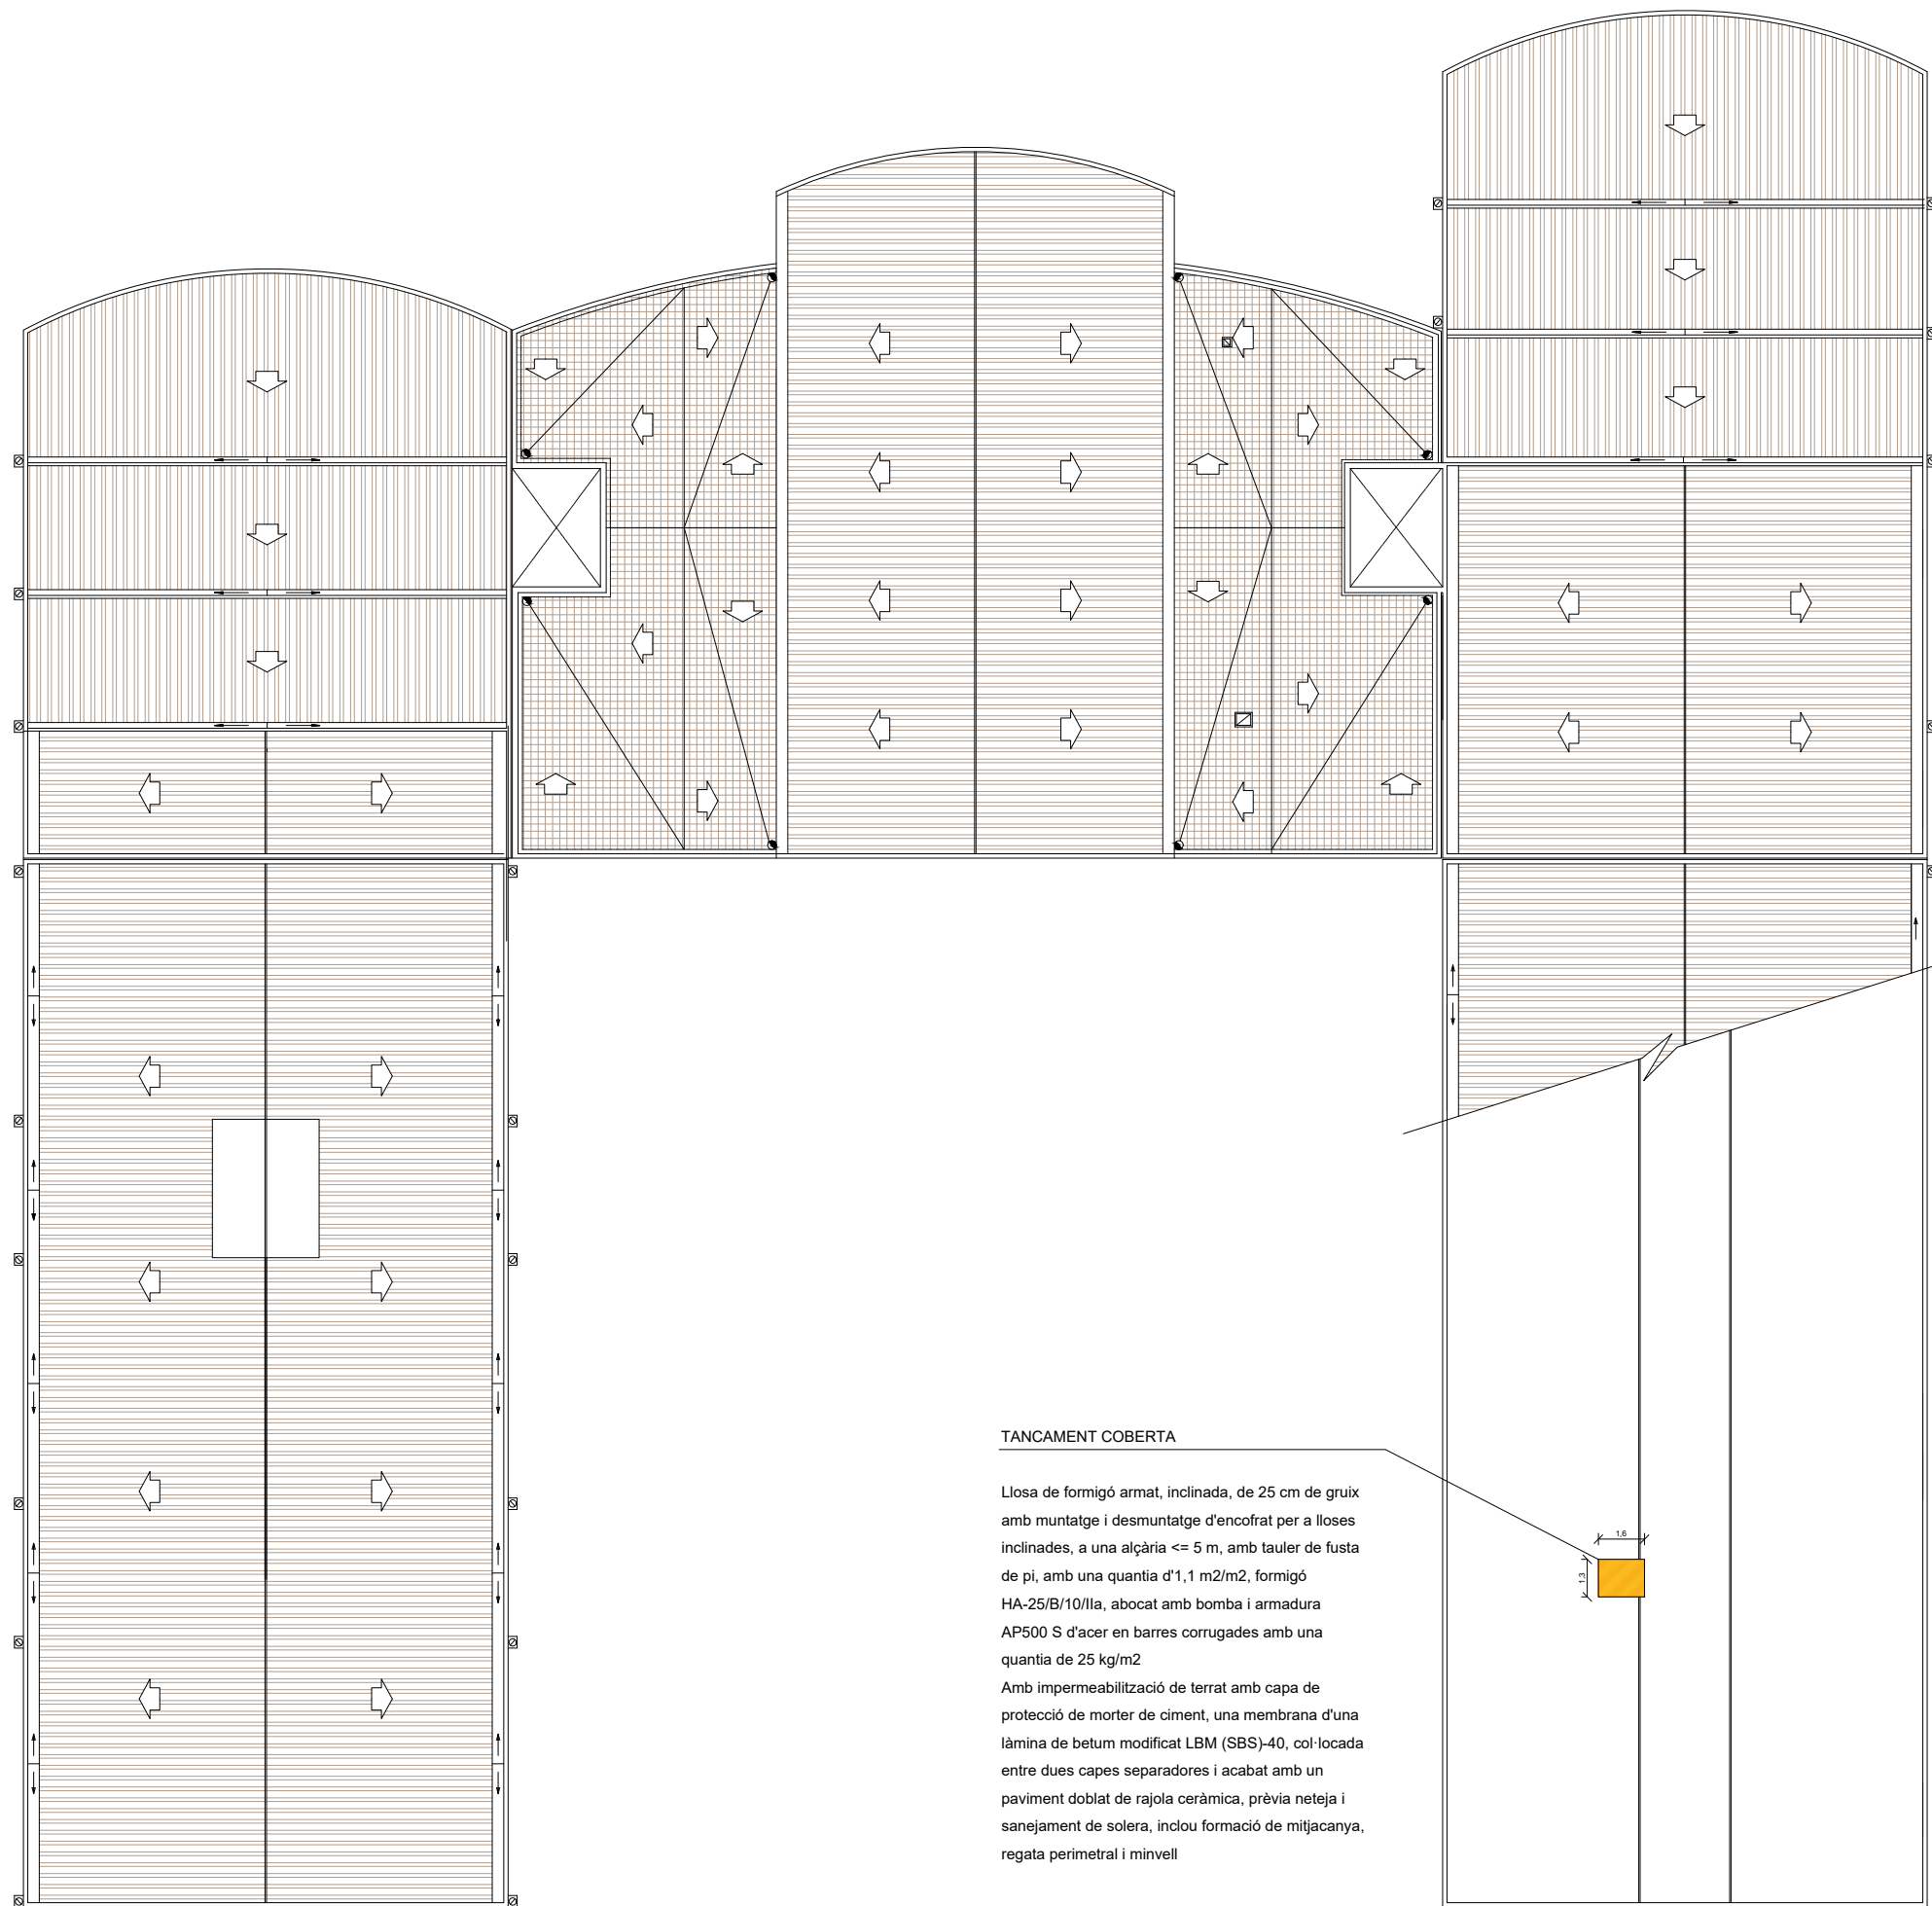 TANCAMENT COBERTA
Llosa de formigó armat, inclinada, de 25 cm de gruix
amb muntatge i desmuntatge d'encofrat per a lloses
inclinades, a una alçària <= 5 m, amb tauler de fusta
de pi, amb una quantia d'1,1 m2/m2, formigó
HA-25/B/10/IIa, abocat amb bomba i armadura
AP500 S d'acer en barres corrugades amb una
quantia de 25 kg/m2
Amb impermeabilització de terrat amb capa de
protecció de morter de ciment, una membrana d'una
làmina de betum modificat LBM (SBS)-40, col·locada
entre dues capes separadores i acabat amb un
paviment doblat de rajola ceràmica, prèvia neteja i
sanejament de solera, inclou formació de mitjacanya,
regata perimetral i minvell
1,6
1,3